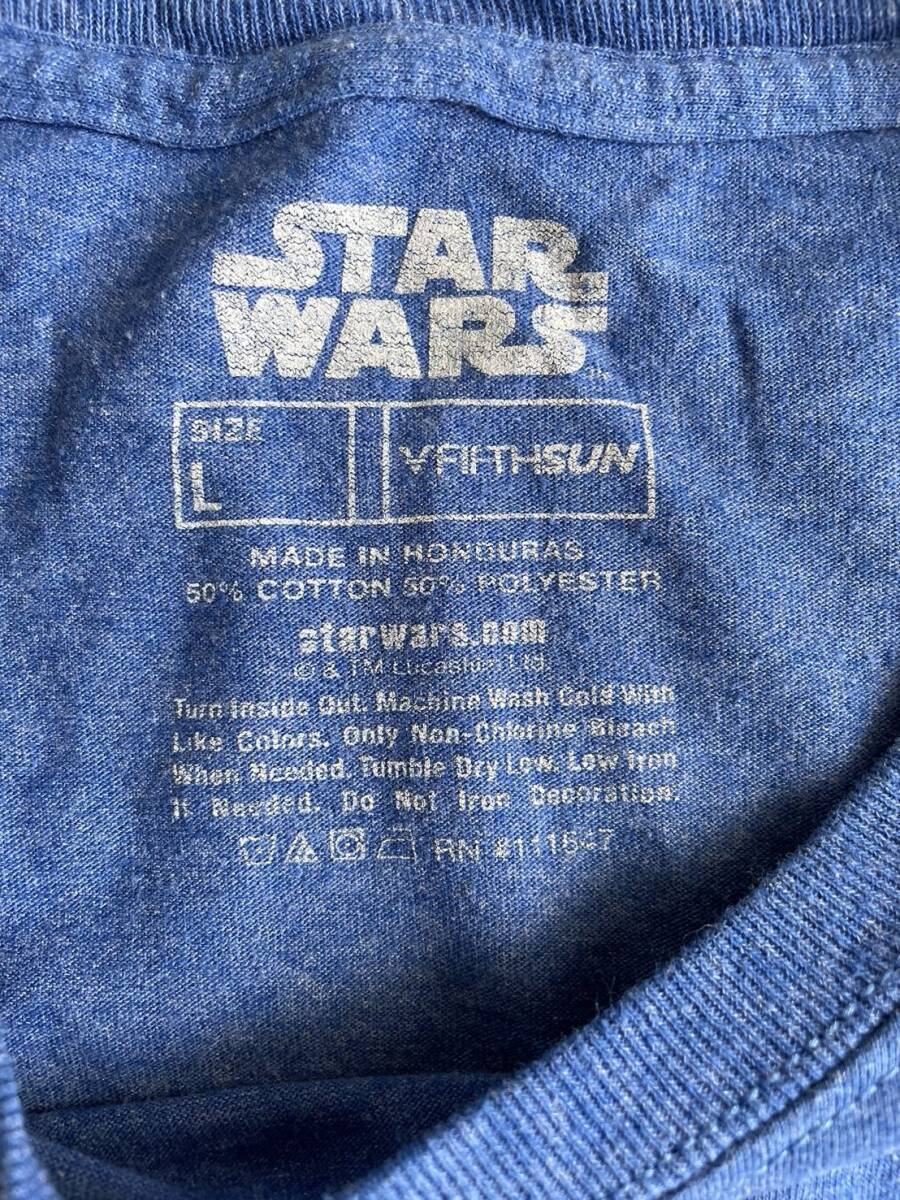 STAR
WARS
SIZE
L
FIFTHSUN
MADE IN HONDURAS
50% COTTON 50% POLYESTER
starwars.com
© & TM Lucasfilm Ltd.
Turn Inside Out. Machine Wash Cold With
Like Colors. Only Non-Chlorine Bleach
When Needed. Tumble Dry Low. Low Iron
If Needed. Do Not Iron Decoration.
RN #111647